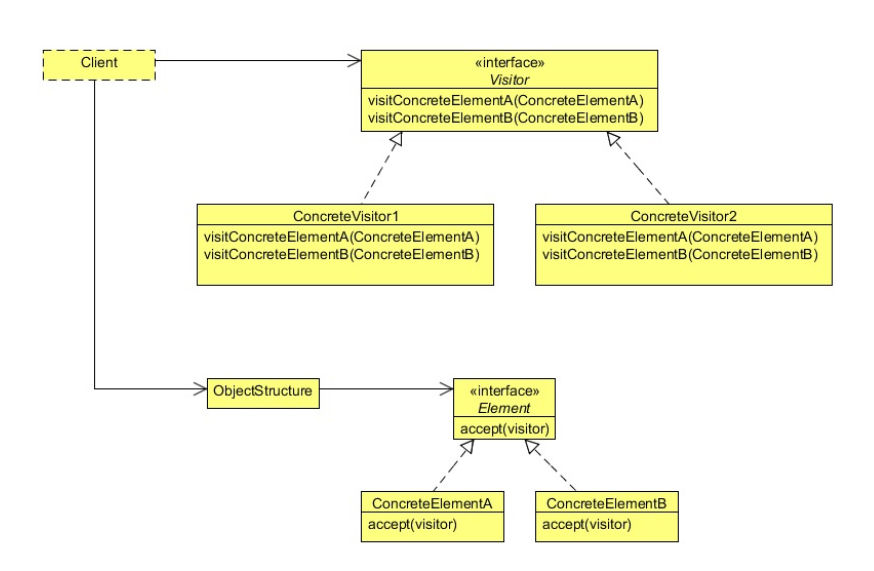 Client
«interface»
Visitor
visitConcreteElementA(ConcreteElementA)
visitConcreteElementB(ConcreteElementB)
ConcreteVisitor1
visitConcreteElementA(ConcreteElementA)
visitConcreteElementB(ConcreteElementB)
ConcreteVisitor2
visitConcreteElementA(ConcreteElementA)
visitConcreteElementB(ConcreteElementB)
ObjectStructure
«interface»
Element
accept(visitor)
ConcreteElementA
accept(visitor)
ConcreteElementB
accept(visitor)